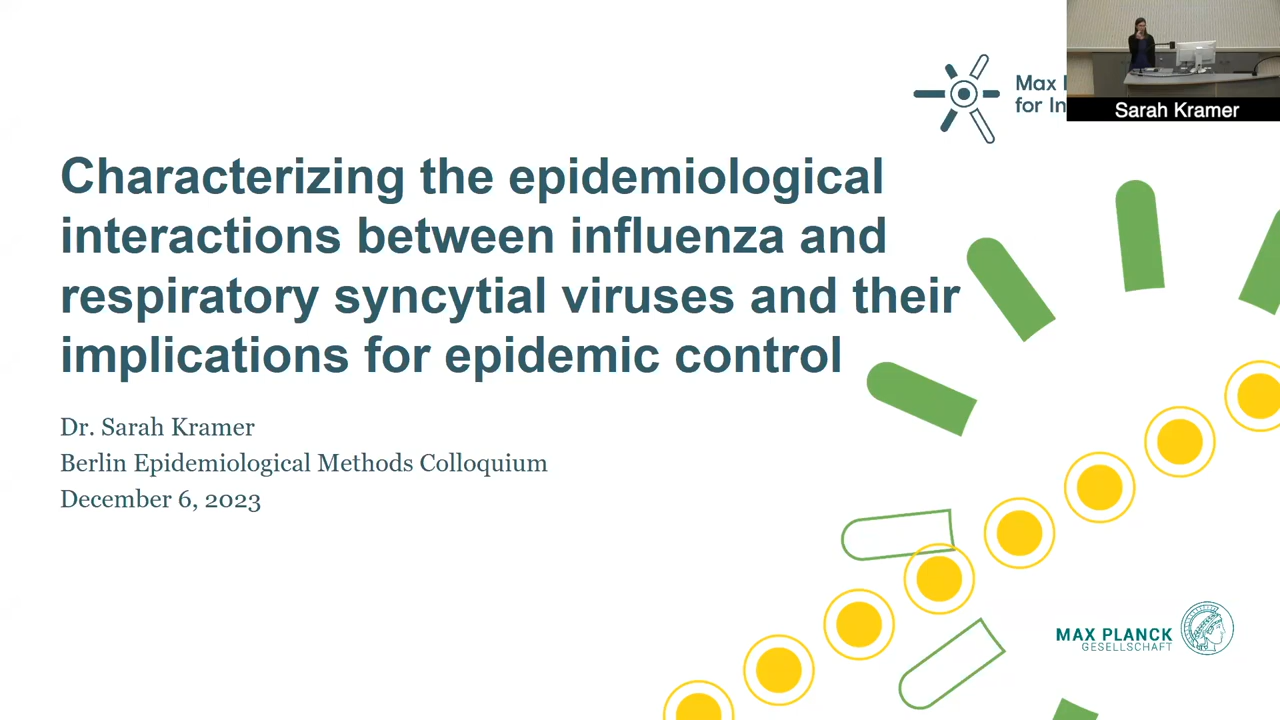 Max
for In
Sarah Kramer
Characterizing the epidemiological
interactions between influenza and
respiratory syncytial viruses and their
implications for epidemic control
Dr. Sarah Kramer
Berlin Epidemiological Methods Colloquium
December 6, 2023
MAX PLANCK
GESELLSCHAFT